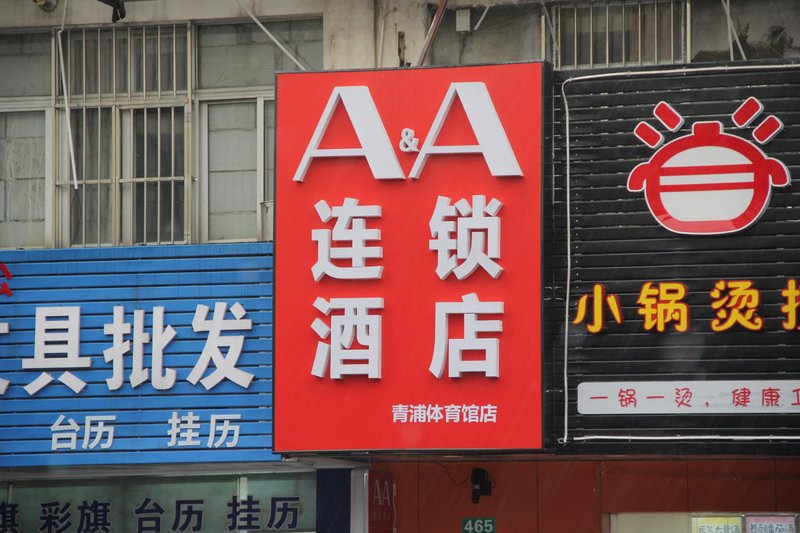 A&A
连锁
酒店
青浦体育馆店
具批发
台历 挂历
彩旗 台历 挂历
小锅烫
一锅一烫，健康
A&A
465